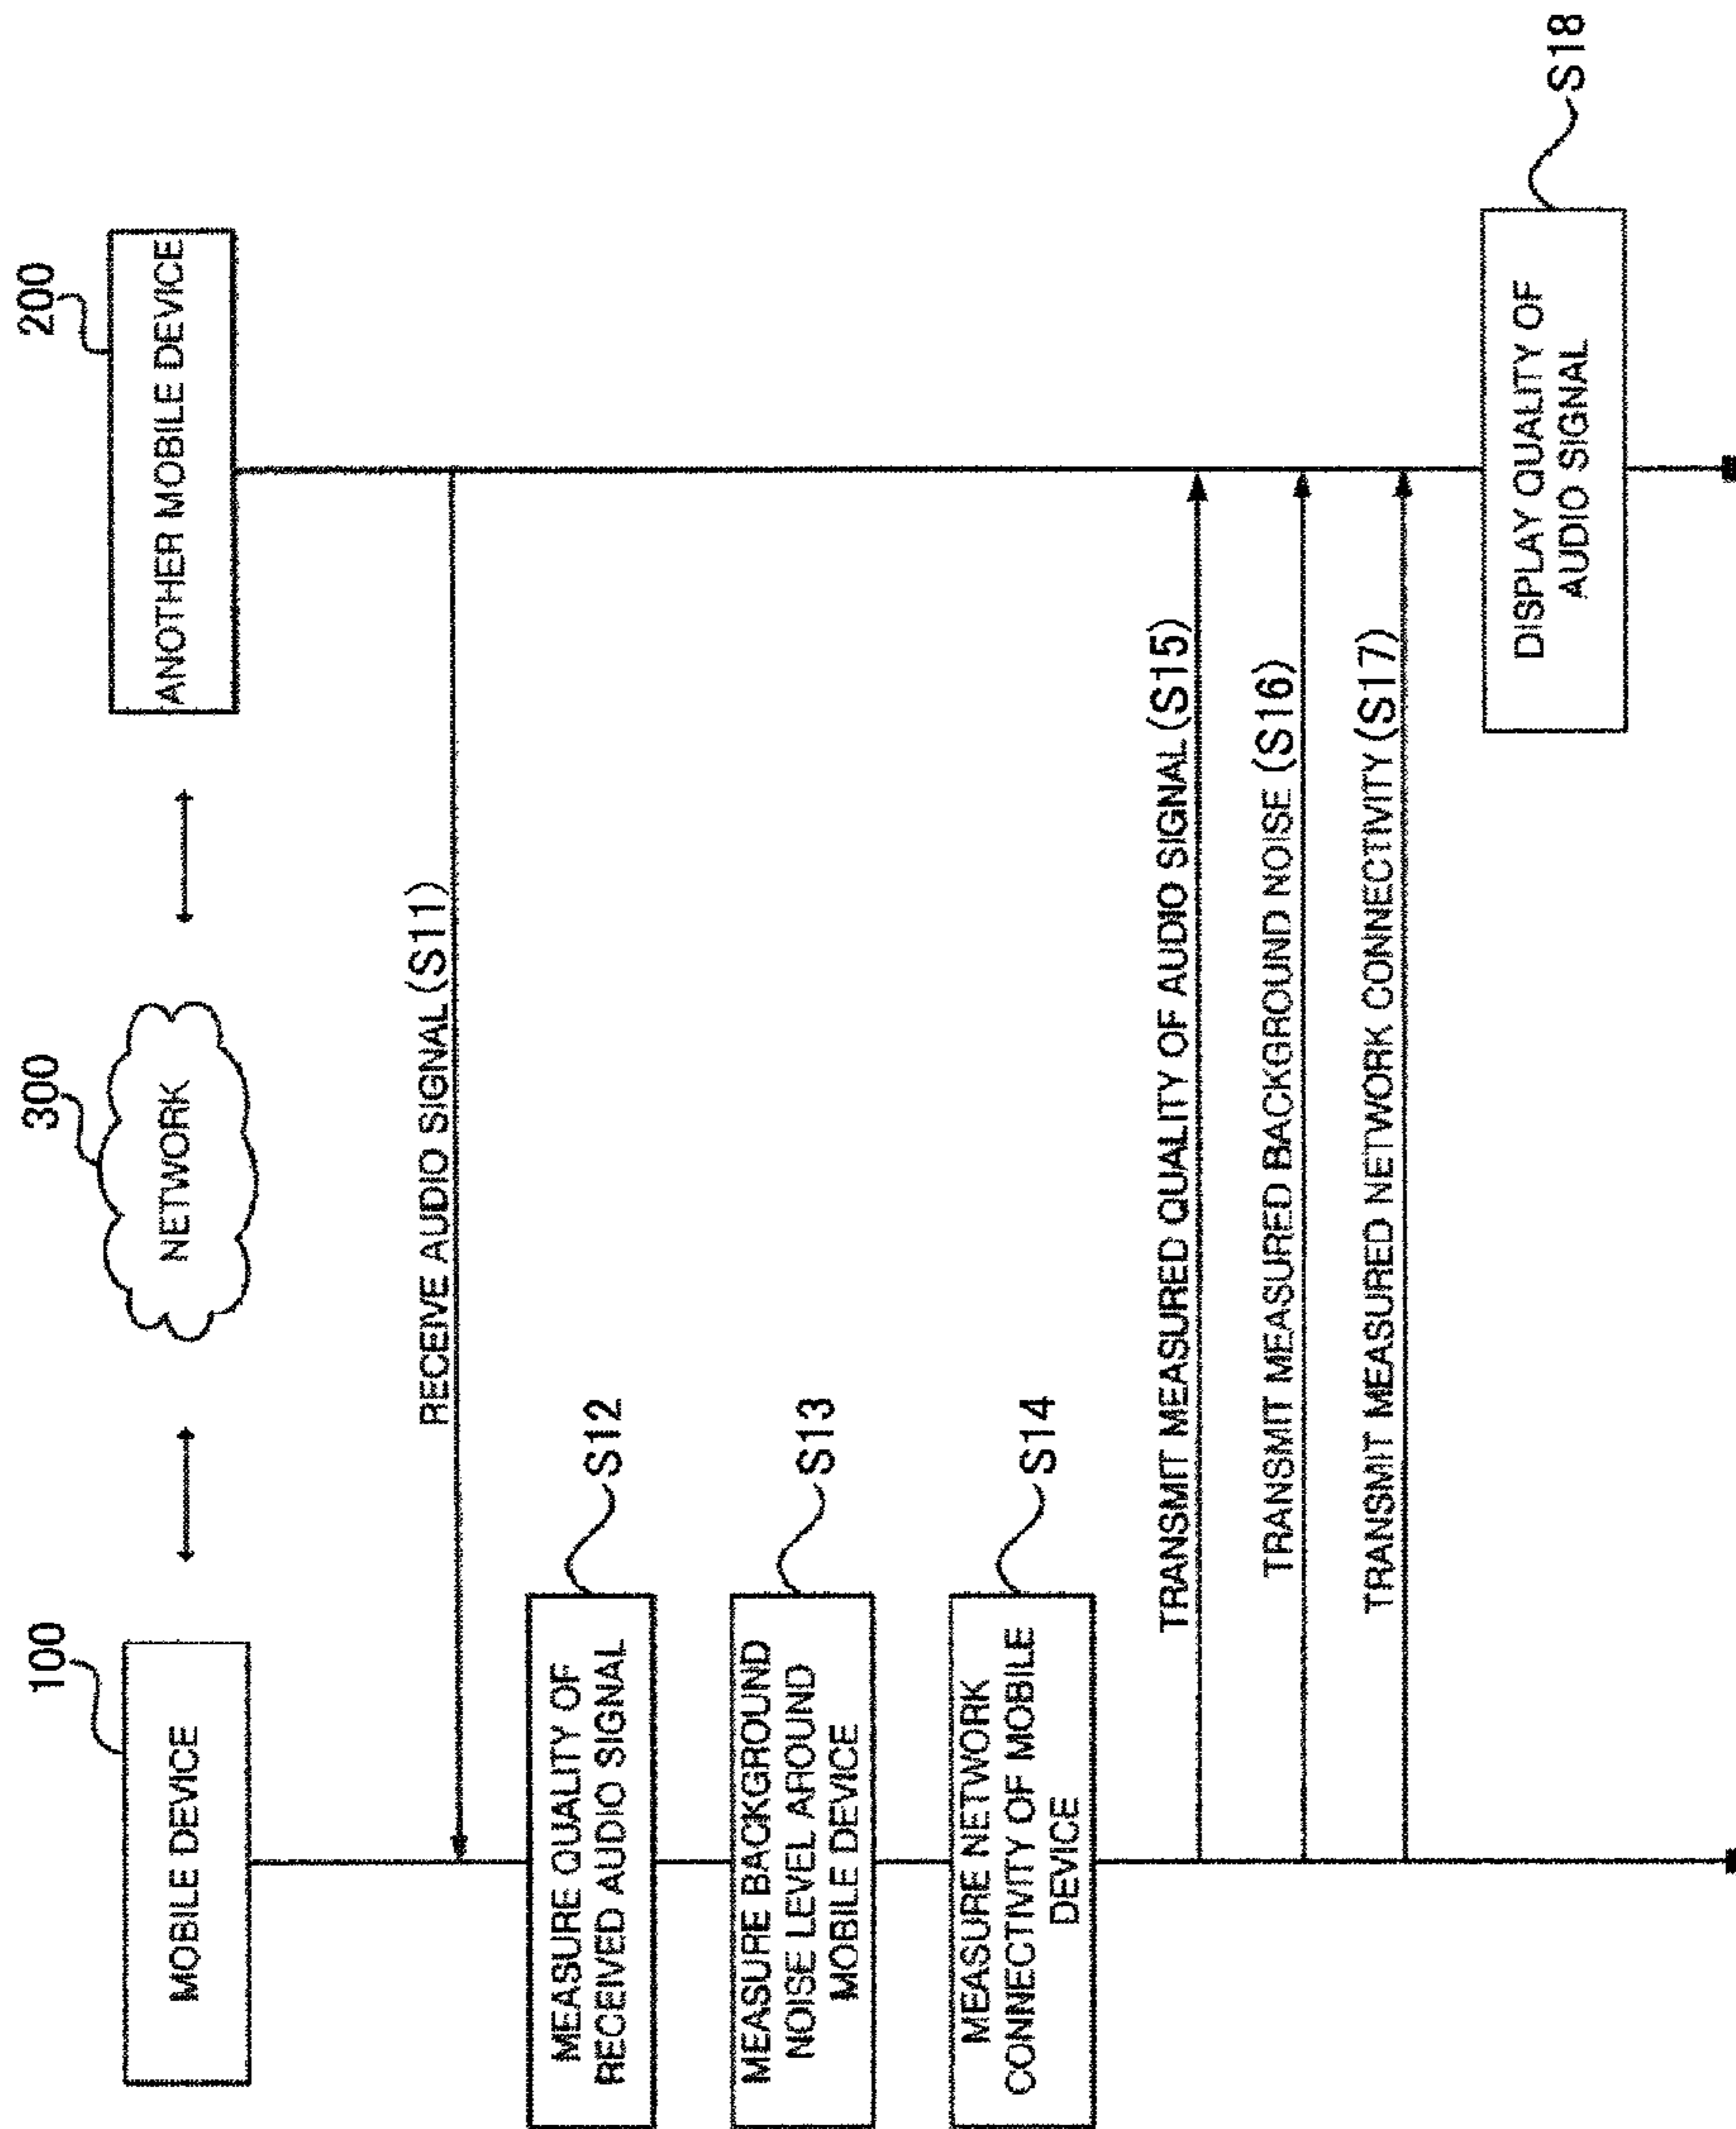 100
MOBILE DEVICE
300
NETWORK
200
ANOTHER MOBILE DEVICE
RECEIVE AUDIO SIGNAL (S11)
MEASURE QUALITY OF
RECEIVED AUDIO SIGNAL
S12
MEASURE BACKGROUND
NOISE LEVEL AROUND
MOBILE DEVICE
S13
MEASURE NETWORK
CONNECTIVITY OF MOBILE
DEVICE
S14
TRANSMIT MEASURED QUALITY OF AUDIO SIGNAL (S15)
TRANSMIT MEASURED BACKGROUND NOISE (S16)
TRANSMIT MEASURED NETWORK CONNECTIVITY (S17)
DISPLAY QUALITY OF
AUDIO SIGNAL
S18